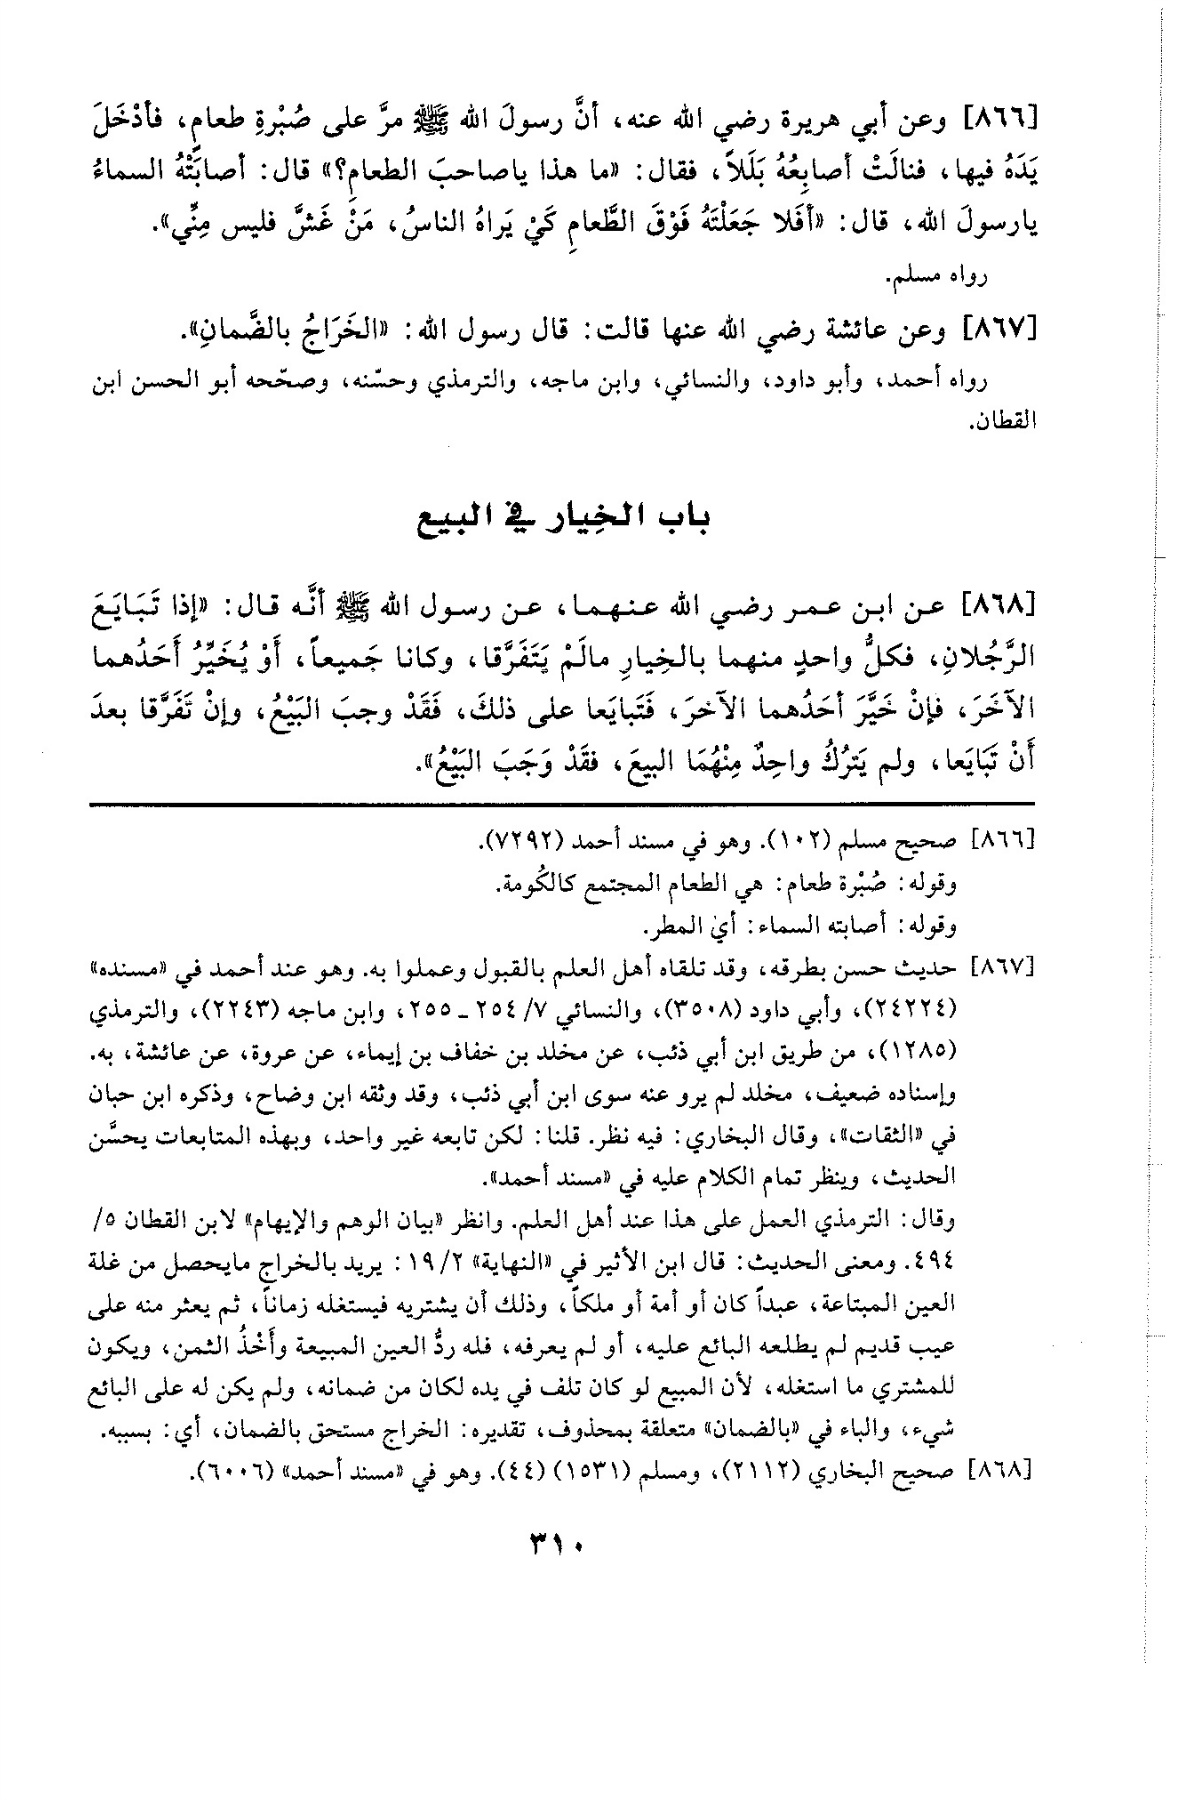 [٨٦٦] وعن أبي هريرة رضي الله عنه، أنَّ رسولَ الله ﷺ مرَّ على صُبْرةِ طعامٍ، فأدْخَلَ
يَدَهُ فيها، فنالَتْ أصابِعُهُ بَلَلاً، فقال: «ما هذا ياصاحبَ الطعامِ؟» قال: أصابَتْهُ السماءُ
يارسولَ الله، قال: «أفَلا جَعَلْتَهُ فَوْقَ الطَّعامِ كَيْ يَراهُ الناسُ، مَنْ غَشَّ فليس مِنِّي».
رواه مسلم.
[٨٦٧] وعن عائشة رضي الله عنها قالت: قال رسول الله: «الخَرَاجُ بالضَّمانِ».
رواه أحمد، وأبو داود، والنسائي، وابن ماجه، والترمذي وحسّنه، وصحّحه أبو الحسن ابن
القطان.
باب الخِيار في البيع
[٨٦٨] عن ابن عمر رضي الله عنهما، عن رسول الله ﷺ أنَّه قال: «إذا تَبَايَعَ
الرَّجُلانِ، فكلُّ واحدٍ منهما بالخِيارِ مالَمْ يَتَفَرَّقا، وكانا جَميعاً، أَوْ يُخَيِّرُ أَحَدُهما
الآخَرَ، فإنْ خَيَّرَ أحَدُهما الآخرَ، فَتَبايَعا على ذلكَ، فَقَدْ وجبَ البَيْعُ، وإنْ تَفَرَّقا بعدَ
أَنْ تَبَايَعا، ولم يَترُكُ واحِدٌ مِنْهُمَا البيعَ، فقَدْ وَجَبَ البَيْعُ».
[٨٦٦] صحيح مسلم (١٠٢). وهو في مسند أحمد (٧٢٩٢).
وقوله: صُبْرة طعام: هي الطعام المجتمع كالكُومة.
وقوله: أصابته السماء: أي المطر.
[٨٦٧] حديث حسن بطرقه، وقد تلقاه أهل العلم بالقبول وعملوا به. وهو عند أحمد في «مسنده»
(٢٤٢٢٤)، وأبي داود (٣٥٠٨)، والنسائي ٧/ ٢٥٤ ـ ٢٥٥، وابن ماجه (٢٢٤٣)، والترمذي
(١٢٨٥)، من طريق ابن أبي ذئب، عن مخلد بن خفاف بن إيماء، عن عروة، عن عائشة، به.
وإسناده ضعيف، مخلد لم يرو عنه سوى ابن أبي ذئب، وقد وثقه ابن وضاح، وذكره ابن حبان
في «الثقات»، وقال البخاري: فيه نظر. قلنا: لكن تابعه غير واحد، وبهذه المتابعات يحسَّن
الحديث، وينظر تمام الكلام عليه في «مسند أحمد».
وقال: الترمذي العمل على هذا عند أهل العلم. وانظر «بيان الوهم والإيهام» لابن القطان ٥/
٤٩٤. ومعنى الحديث: قال ابن الأثير في «النهاية» ١٩/٢: يريد بالخراج مايحصل من غلة
العين المبتاعة، عبداً كان أو أمة أو ملكاً، وذلك أن يشتريه فيستغله زماناً، ثم يعثر منه على
عيب قديم لم يطلعه البائع عليه، أو لم يعرفه، فله ردُّ العين المبيعة وأَخْذُ الثمن، ويكون
للمشتري ما استغله، لأن المبيع لو كان تلف في يده لكان من ضمانه، ولم يكن له على البائع
شيء، والباء في «بالضمان» متعلقة بمحذوف، تقديره: الخراج مستحق بالضمان، أي: بسببه.
[٨٦٨] صحيح البخاري (٢١١٢)، ومسلم (١٥٣١) (٤٤). وهو في «مسند أحمد» (٦٠٠٦).
٣١٠